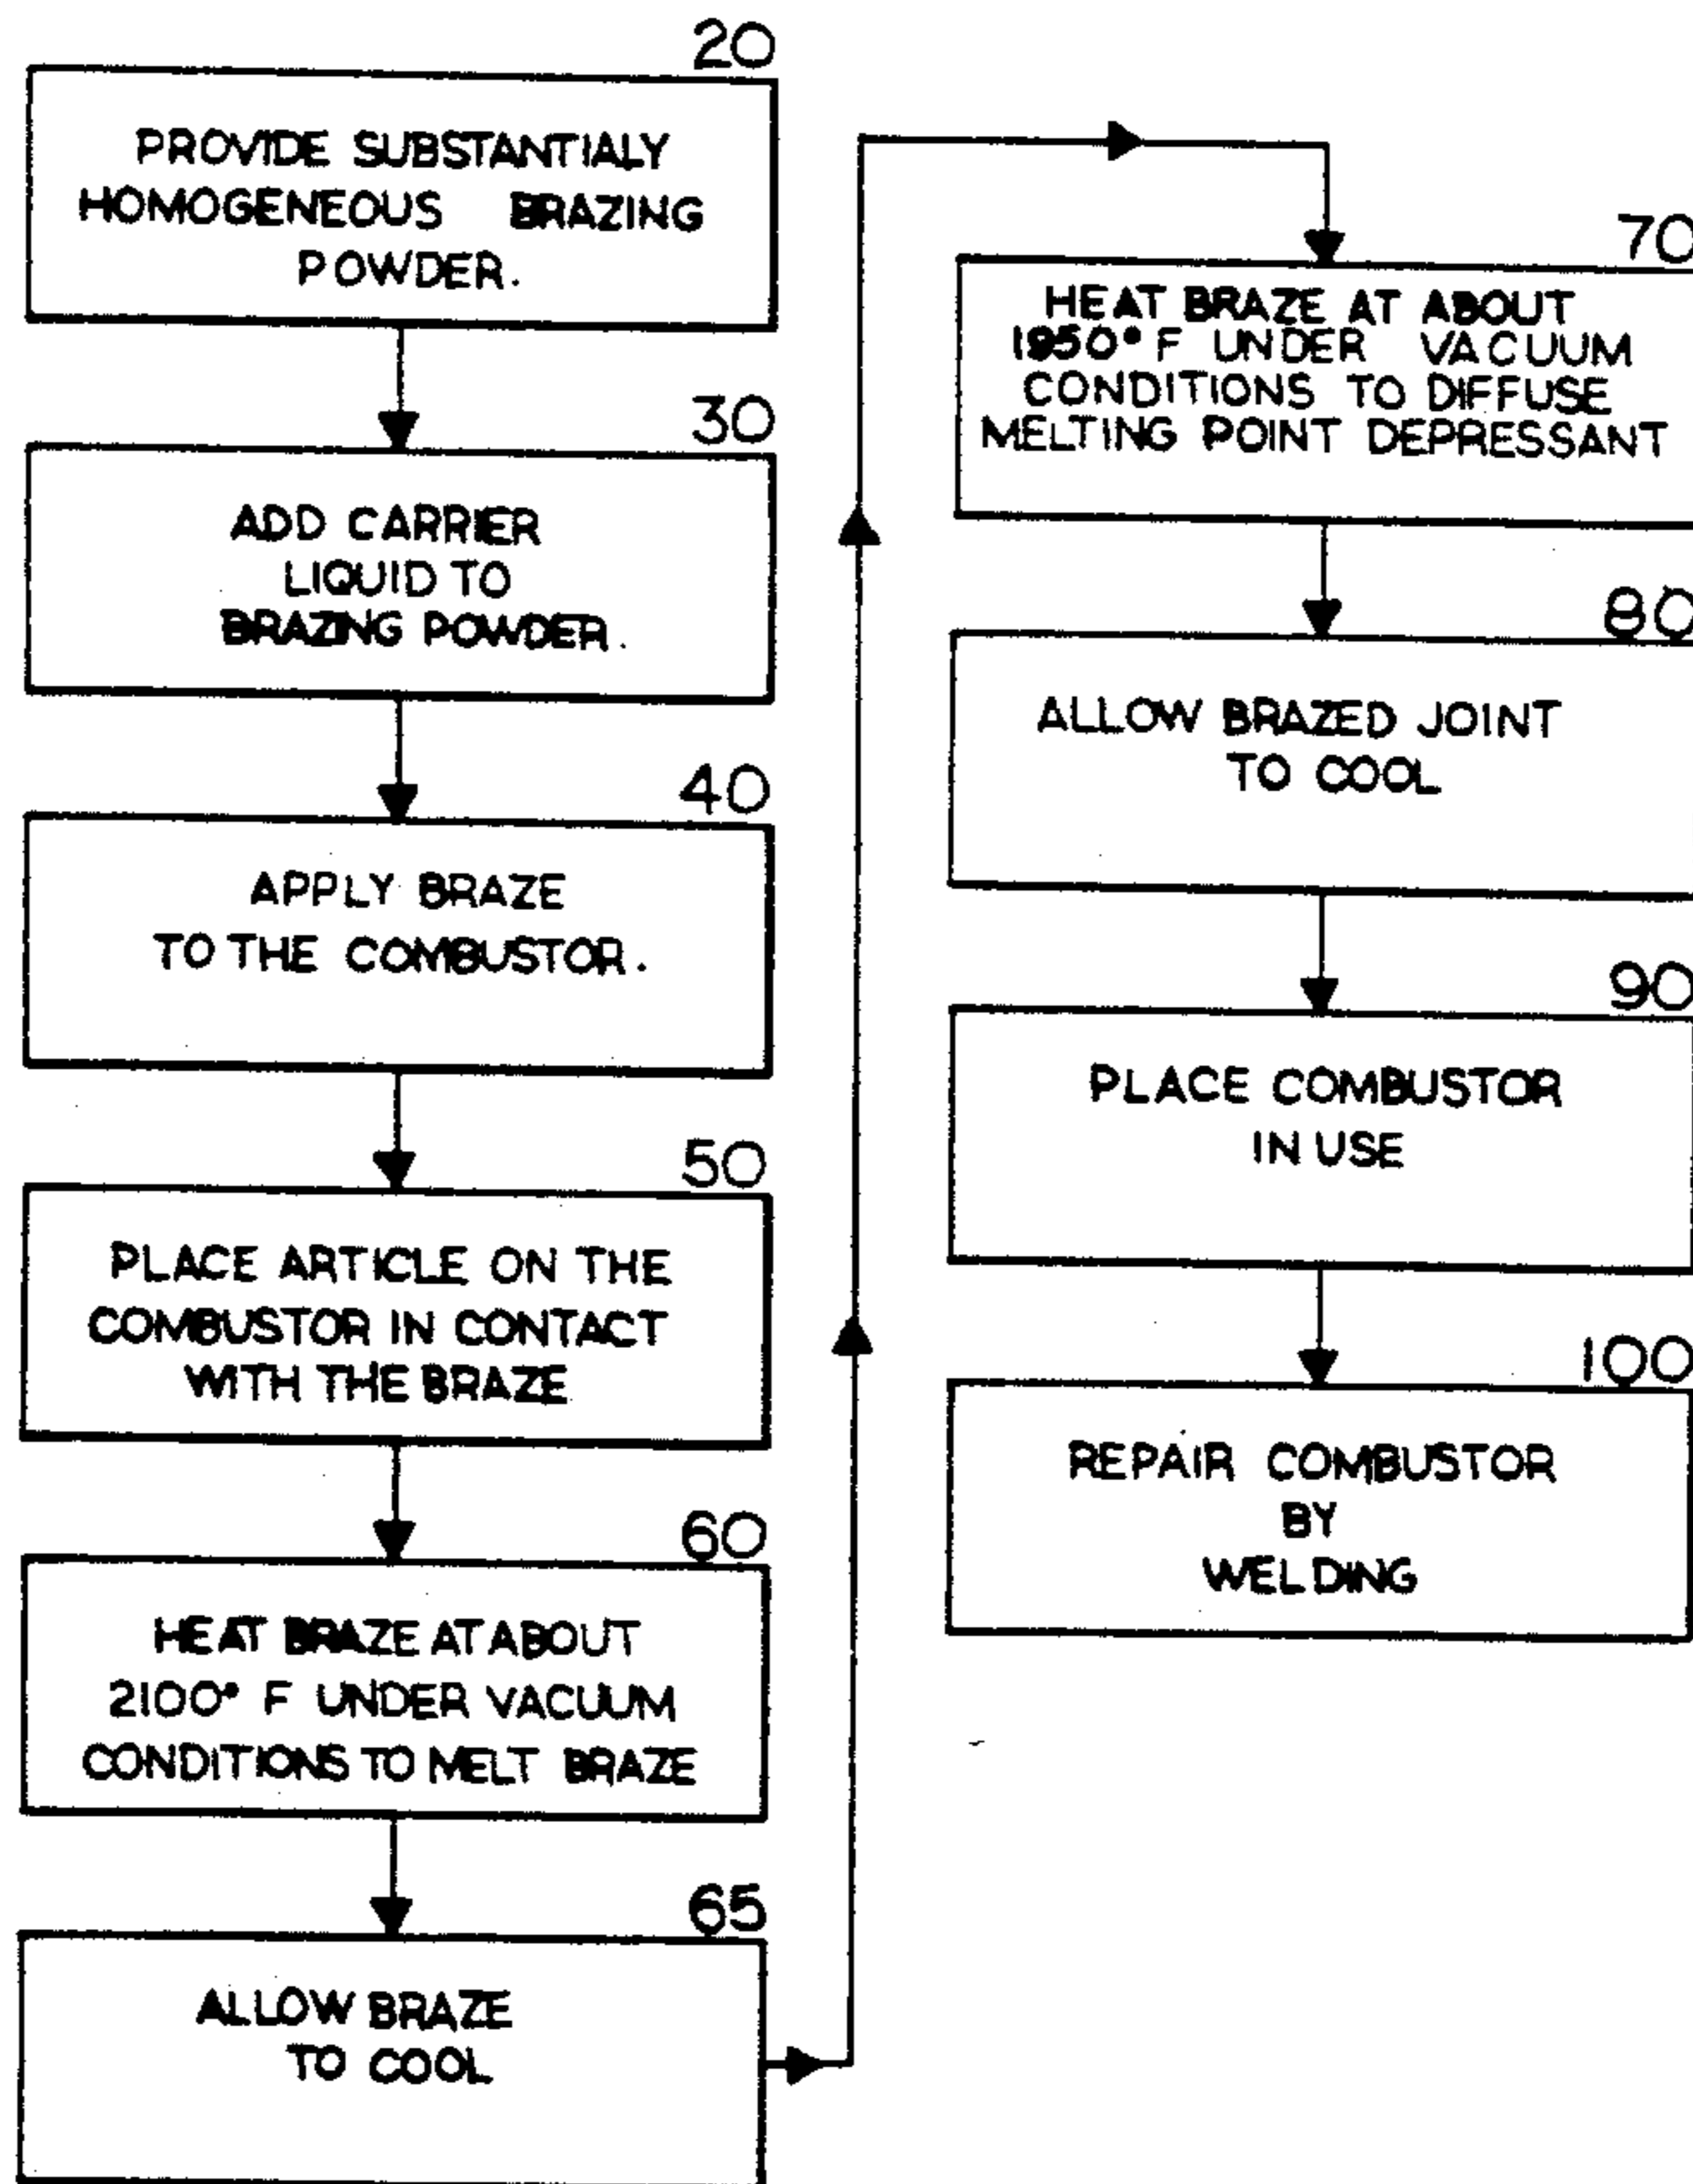 20
PROVIDE SUBSTANTIALY
HOMOGENEOUS BRAZING
POWDER.
30
ADD CARRIER
LIQUID TO
BRAZING POWDER.
40
APPLY BRAZE
TO THE COMBUSTOR.
50
PLACE ARTICLE ON THE
COMBUSTOR IN CONTACT
WITH THE BRAZE
60
HEAT BRAZE AT ABOUT
2100° F UNDER VACUUM
CONDITIONS TO MELT BRAZE
65
ALLOW BRAZE
TO COOL
70
HEAT BRAZE AT ABOUT
1950° F UNDER VACUUM
CONDITIONS TO DIFFUSE
MELTING POINT DEPRESSANT
80
ALLOW BRAZED JOINT
TO COOL
90
PLACE COMBUSTOR
IN USE
100
REPAIR COMBUSTOR
BY
WELDING